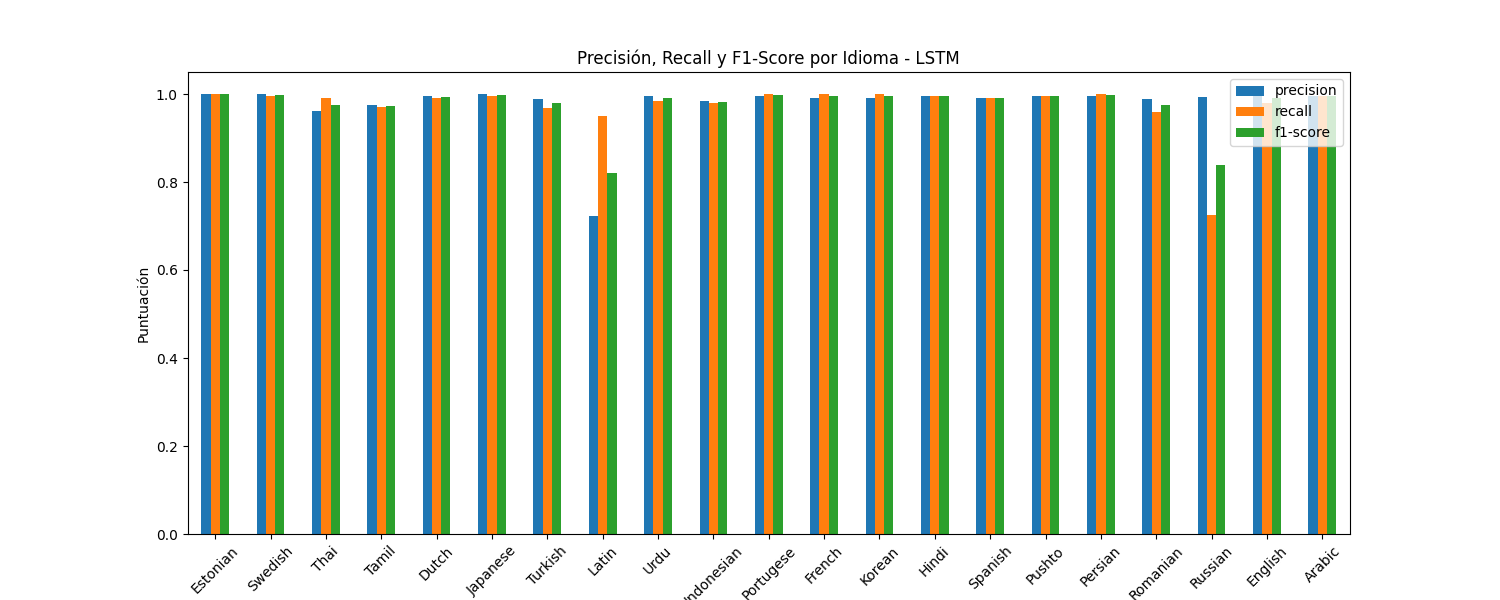 Precisión, Recall y F1-Score por Idioma - LSTM
precision
recall
f1-score
Puntuación
1.0
0.8
0.6
0.4
0.2
0.0
Estonian
Swedish
Thai
Tamil
Dutch
Japanese
Turkish
Latin
Urdu
Indonesian
Portugese
French
Korean
Hindi
Spanish
Pushto
Persian
Romanian
Russian
English
Arabic